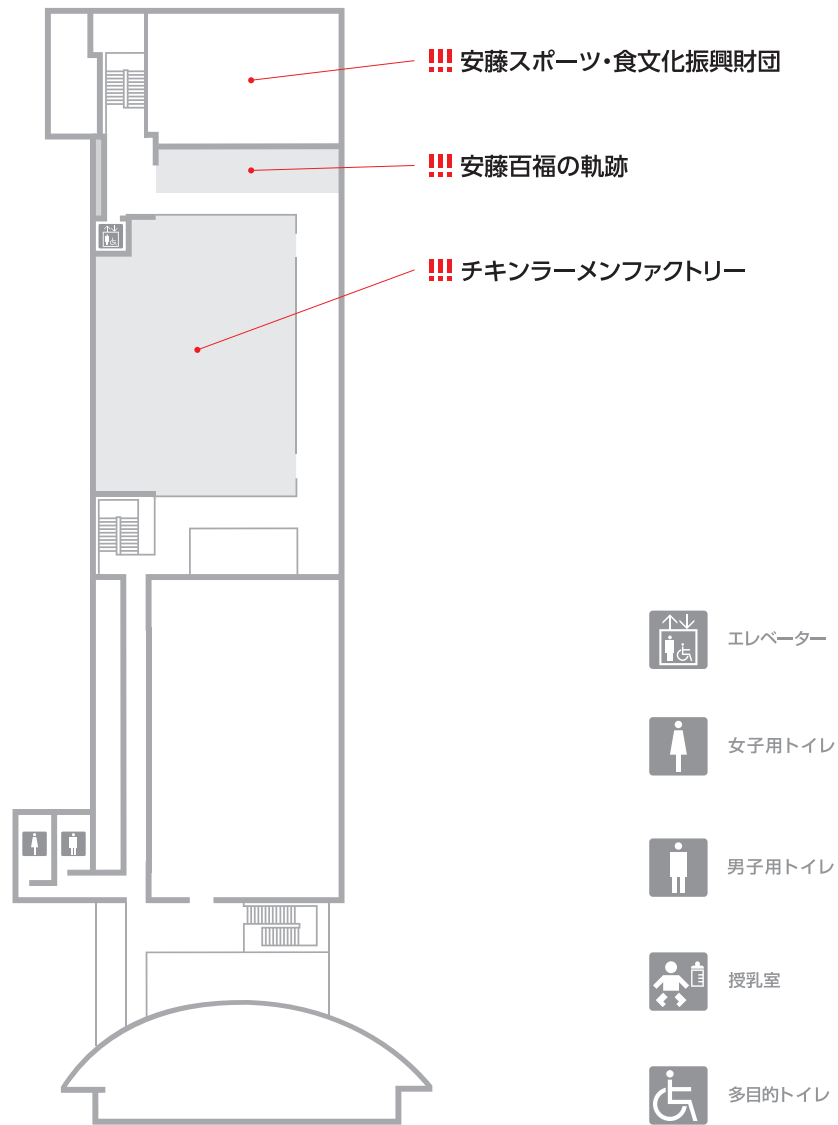 !!! 安藤スポーツ・食文化振興財団
!!! 安藤百福の軌跡
!!! チキンラーメンファクトリー
エレベーター
女子用トイレ
男子用トイレ
授乳室
多目的トイレ